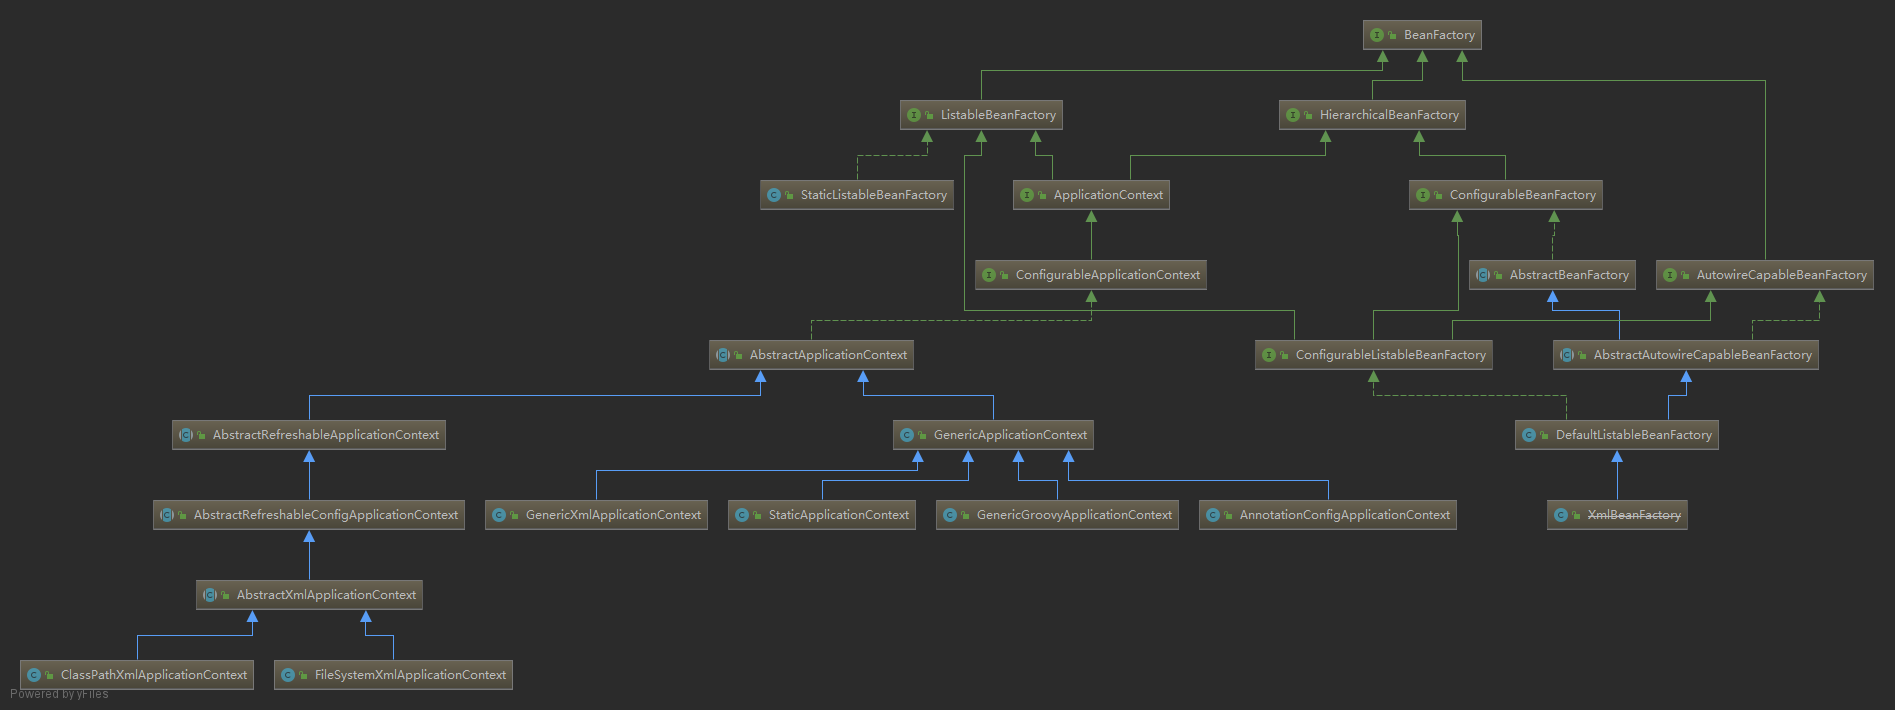 BeanFactory
ListableBeanFactory
HierarchicalBeanFactory
StaticListableBeanFactory
ApplicationContext
ConfigurableBeanFactory
ConfigurableApplicationContext
AbstractBeanFactory
AutowireCapableBeanFactory
AbstractApplicationContext
ConfigurableListableBeanFactory
AbstractAutowireCapableBeanFactory
AbstractRefreshableApplicationContext
GenericApplicationContext
DefaultListableBeanFactory
AbstractRefreshableConfigApplicationContext
GenericXmlApplicationContext
StaticApplicationContext
GenericGroovyApplicationContext
AnnotationConfigApplicationContext
XmlBeanFactory
AbstractXmlApplicationContext
ClassPathXmlApplicationContext
FileSystemXmlApplicationContext
Powered by yFiles